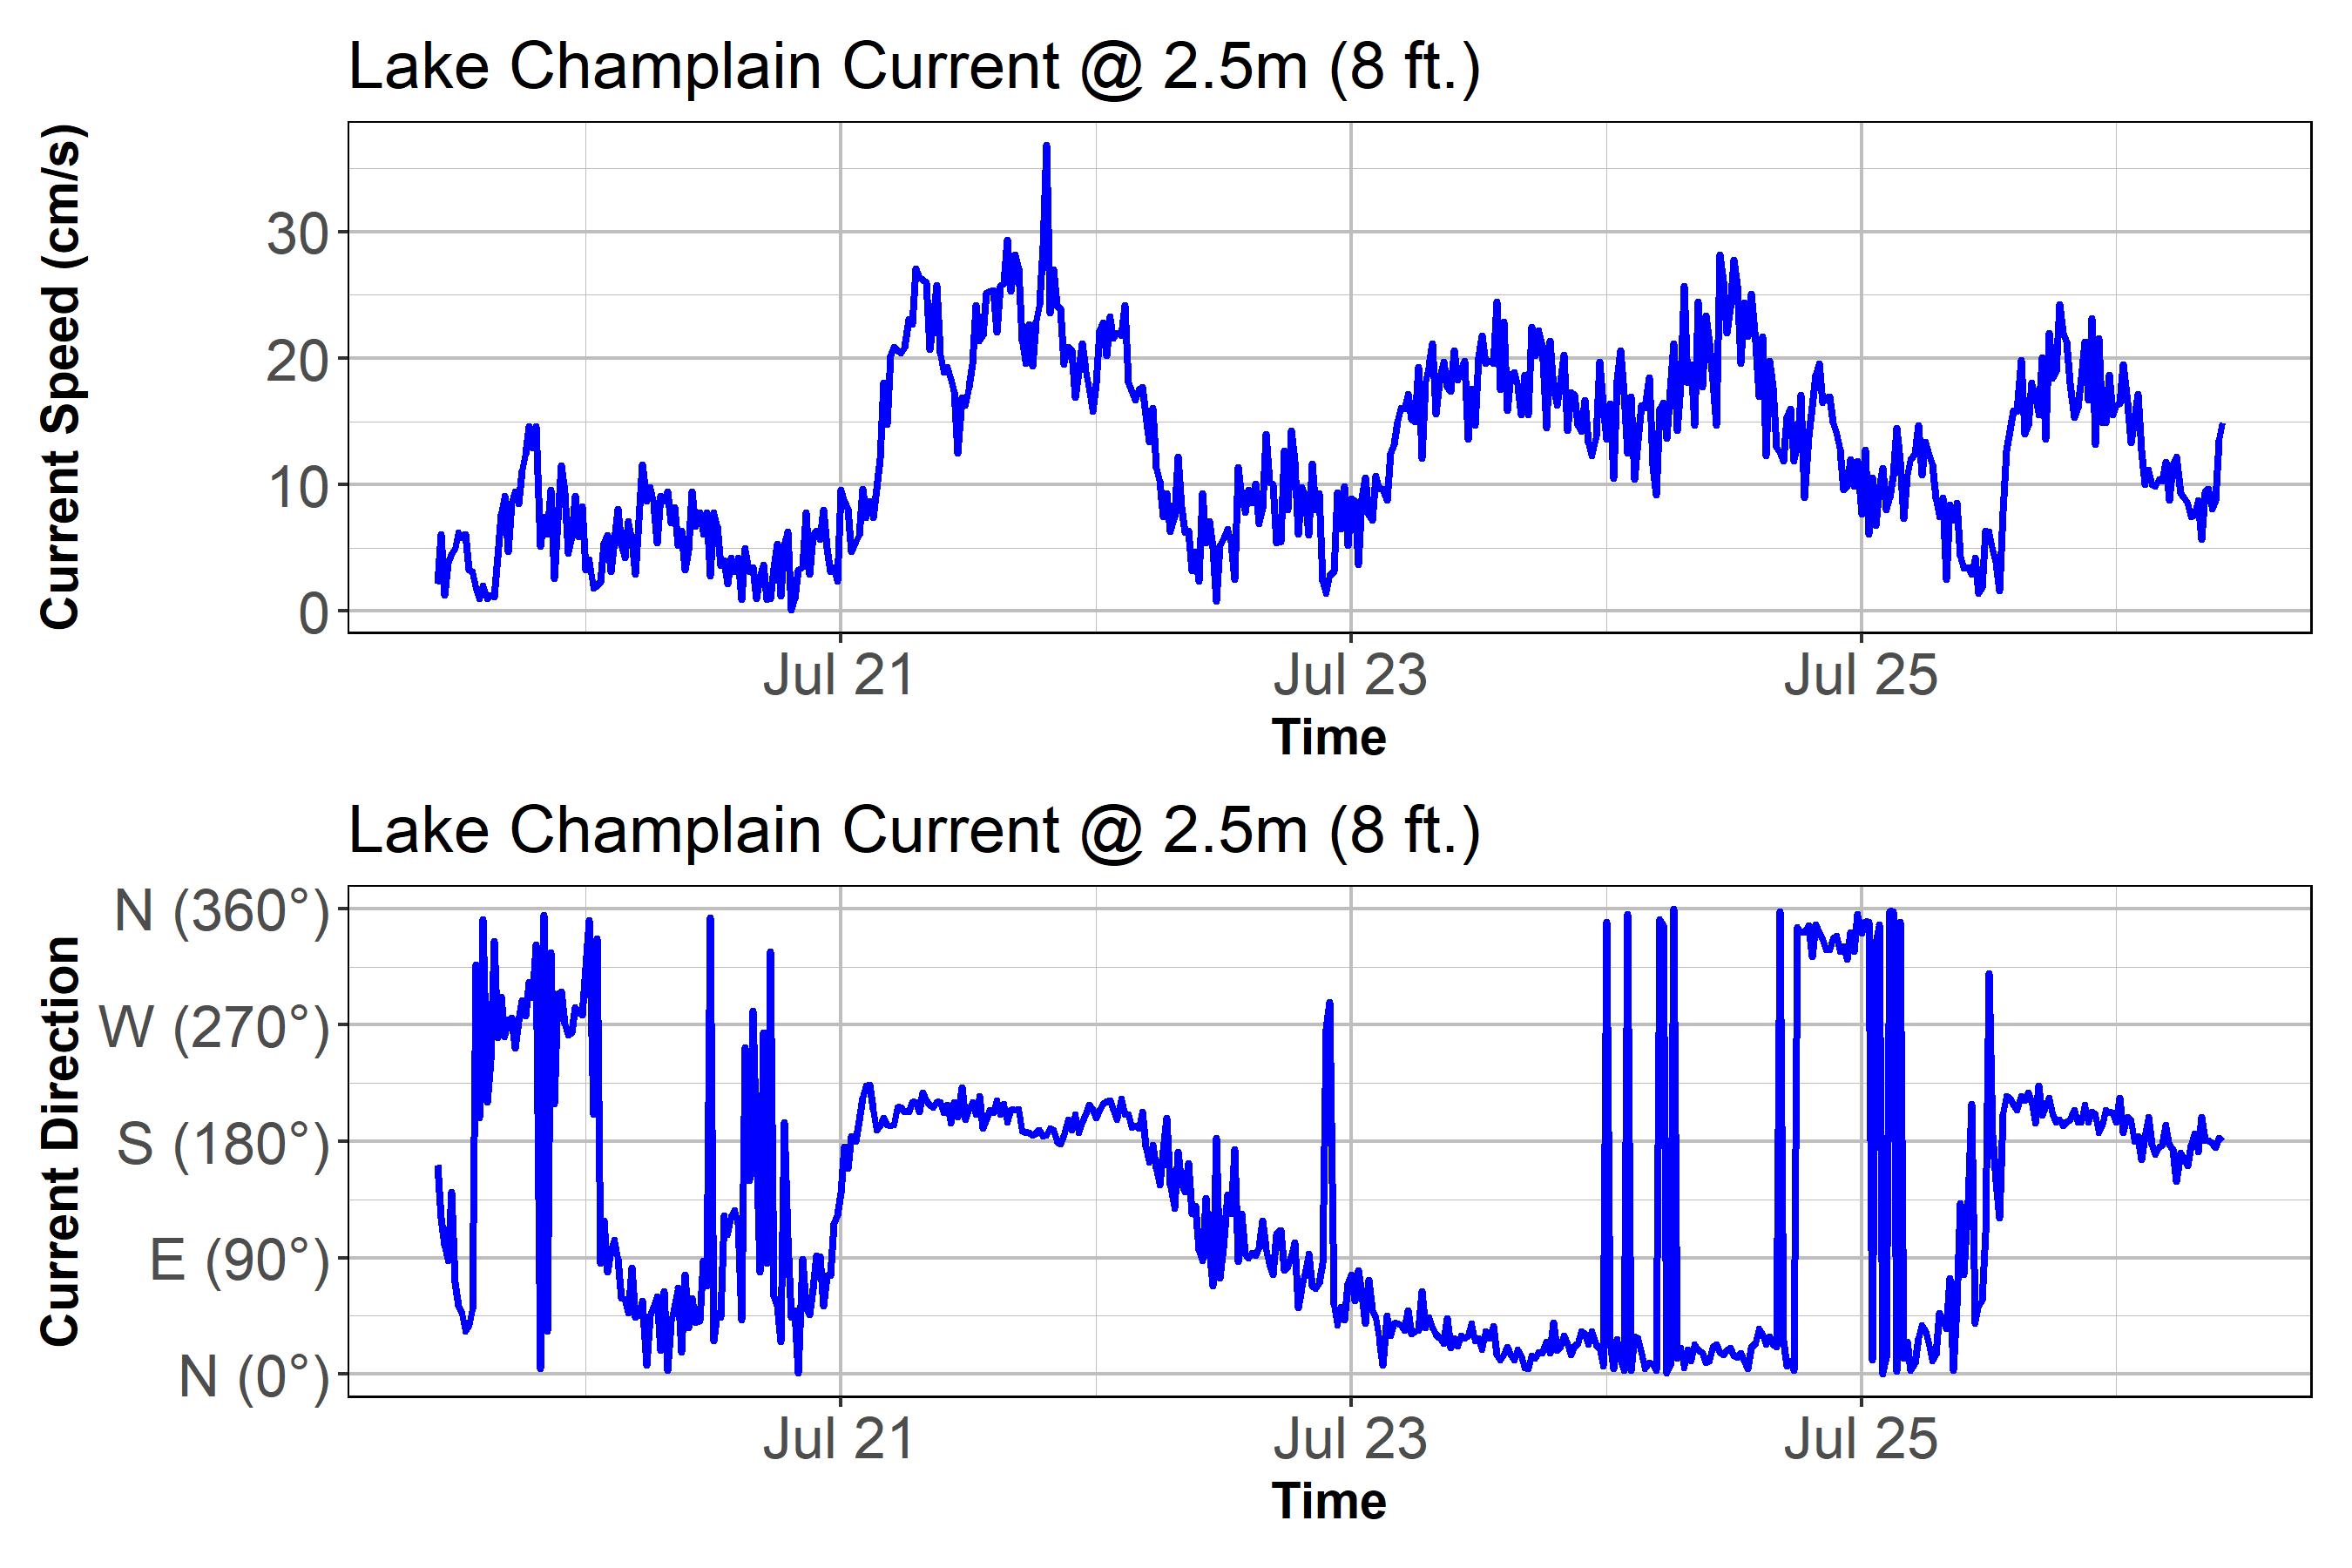 Lake Champlain Current @ 2.5m (8 ft.)
Current Speed (cm/s)
30
20
10
0
Jul 21 Jul 23 Jul 25
Time
Lake Champlain Current @ 2.5m (8 ft.)
Current Direction
N (360°)
W (270°)
S (180°)
E (90°)
N (0°)
Jul 21 Jul 23 Jul 25
Time